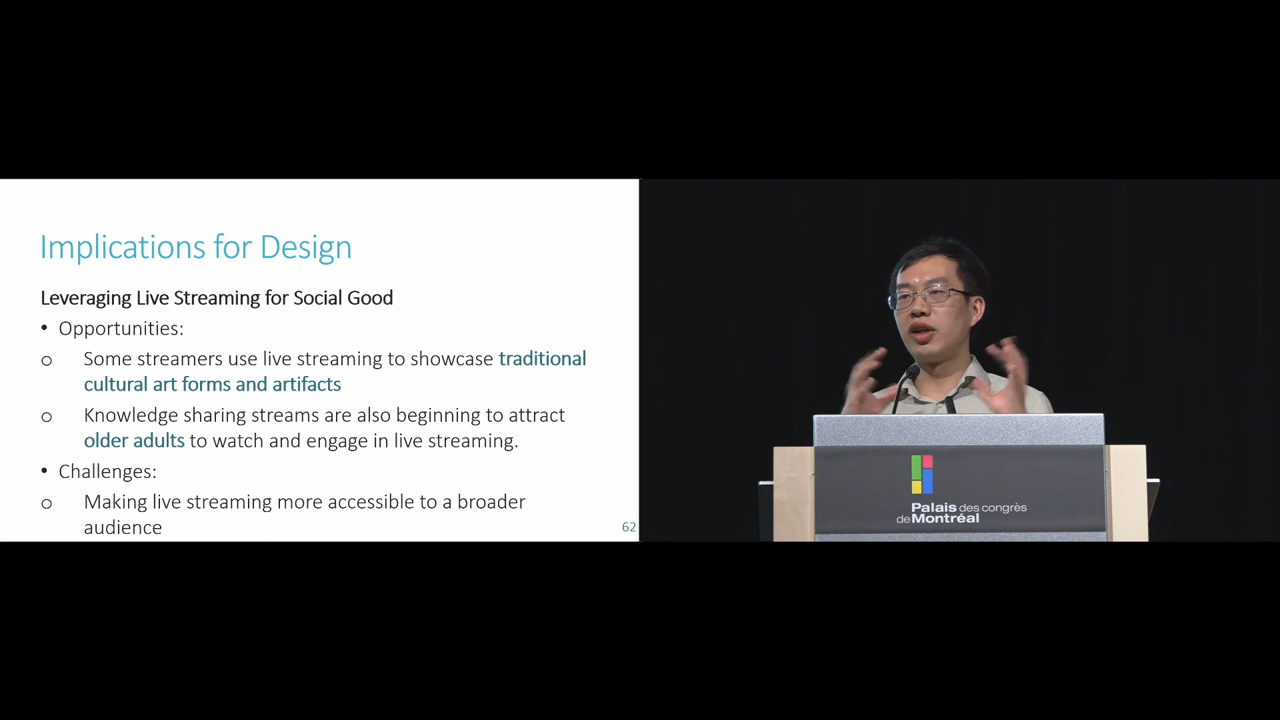 Implications for Design
Leveraging Live Streaming for Social Good
• Opportunities:
o Some streamers use live streaming to showcase traditional
cultural art forms and artifacts
o Knowledge sharing streams are also beginning to attract
older adults to watch and engage in live streaming.
• Challenges:
o Making live streaming more accessible to a broader
audience
62
Palais des congrès
de Montréal